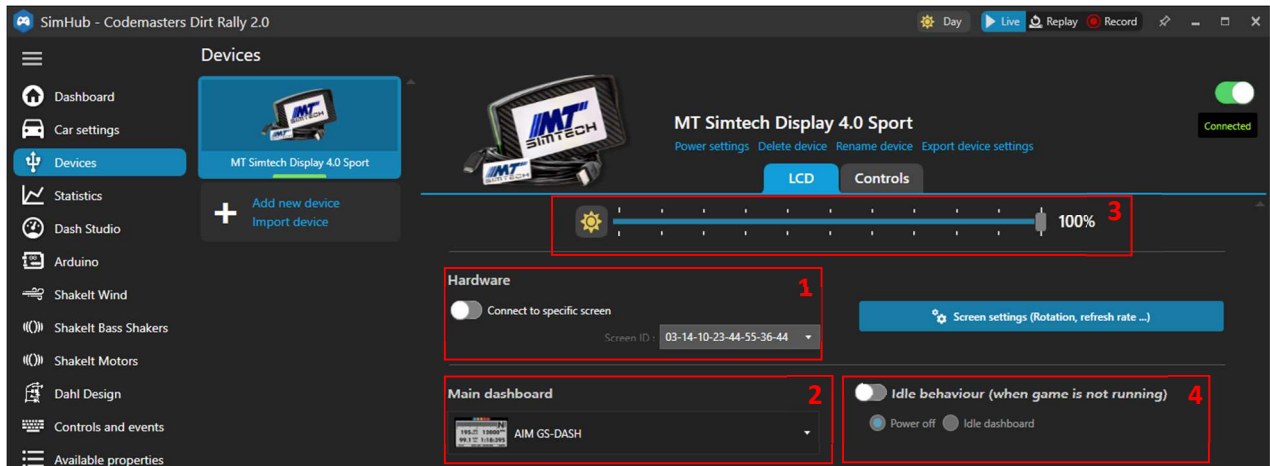 SimHub - Codemasters Dirt Rally 2.0
Day Live Replay Record
Devices
Dashboard
Car settings
Devices
Statistics
Dash Studio
Arduino
ShakeIt Wind
ShakeIt Bass Shakers
ShakeIt Motors
Dahl Design
Controls and events
Available properties
MT
SIMTECH
MT Simtech Display 4.0 Sport
Add new device
Import device
MT
SIMTECH
MT
MT Simtech Display 4.0 Sport
Power settings Delete device Rename device Export device settings
Connected
LCD Controls
100% 3
Hardware 1
Connect to specific screen
Screen ID : 03-14-10-23-44-55-36-44
Screen settings (Rotation, refresh rate ...)
Main dashboard 2
AIM GS-DASH
Idle behaviour (when game is not running) 4
Power off Idle dashboard